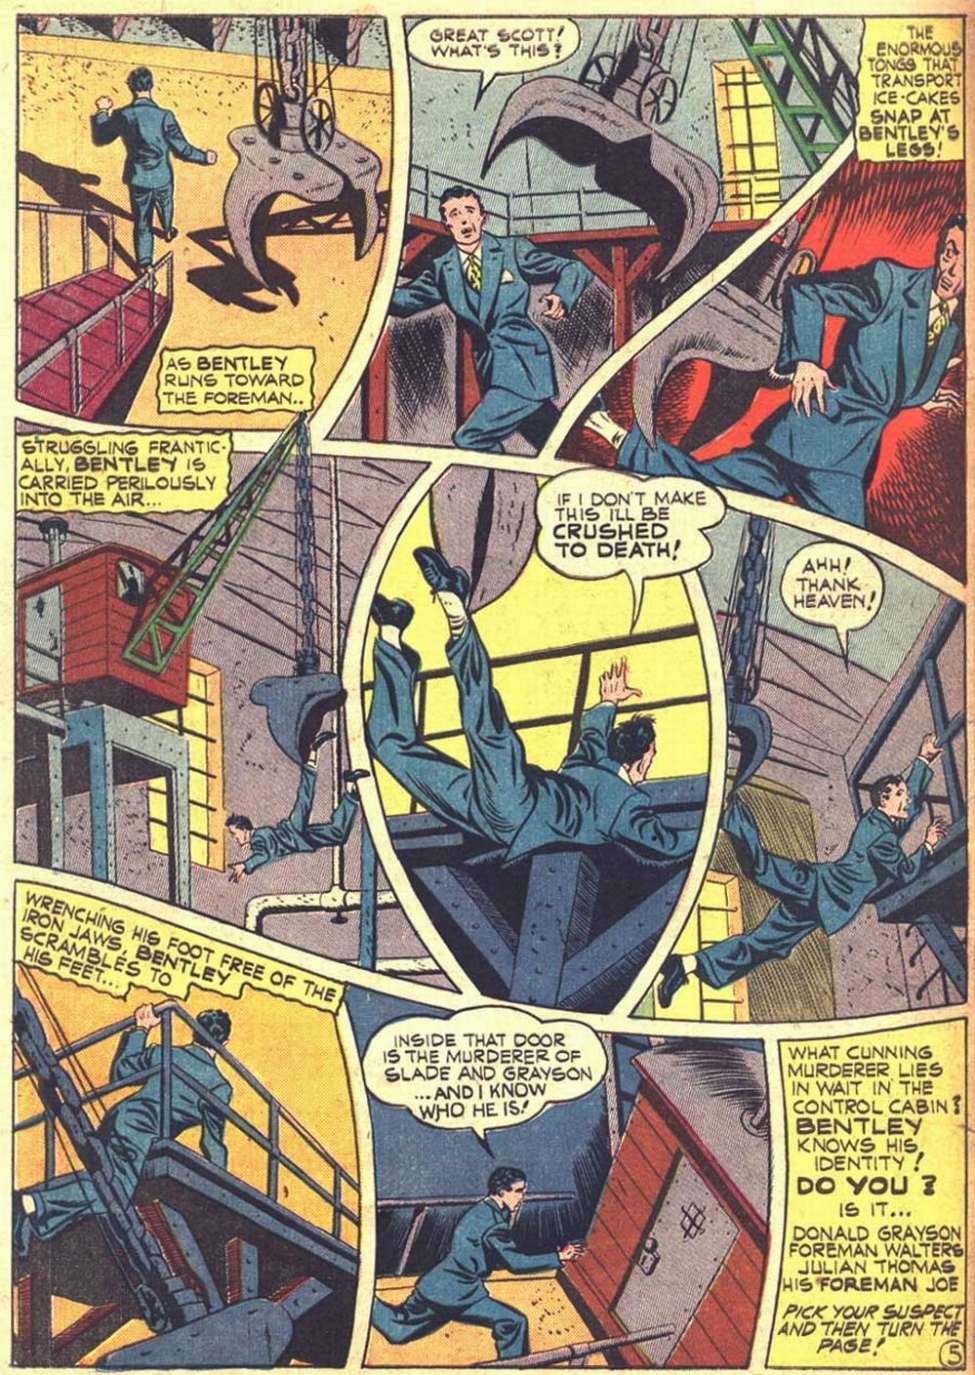 AS BENTLEY
RUNS TOWARD
THE FOREMAN..
GREAT SCOTT!
WHAT'S THIS?
THE
ENORMOUS
TONGS THAT
TRANSPORT
ICE-CAKES
SNAP AT
BENTLEY'S
LEGS!
STRUGGLING FRANTIC-
ALLY, BENTLEY IS
CARRIED PERILOUSLY
INTO THE AIR...
IF I DON'T MAKE
THIS I'LL BE
CRUSHED
TO DEATH!
AHH!
THANK
HEAVEN!
WRENCHING HIS FOOT FREE OF THE
IRON JAWS, BENTLEY
SCRAMBLES TO
HIS FEET...
INSIDE THAT DOOR
IS THE MURDERER OF
SLADE AND GRAYSON
...AND I KNOW
WHO HE IS!
WHAT CUNNING
MURDERER LIES
IN WAIT IN THE
CONTROL CABIN?
BENTLEY
KNOWS HIS
IDENTITY!
DO YOU?
IS IT...
DONALD GRAYSON
FOREMAN WALTERS
JULIAN THOMAS
HIS FOREMAN JOE
PICK YOUR SUSPECT
AND THEN TURN THE
PAGE!
5